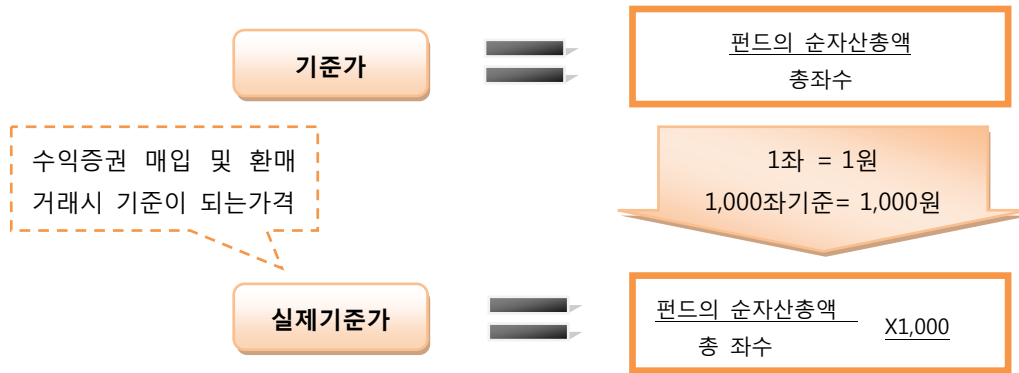 기준가
펀드의 순자산총액
총좌수
수익증권 매입 및 환매
거래시 기준이 되는가격
1좌 = 1원
1,000좌기준= 1,000원
실제기준가
펀드의 순자산총액
총 좌수
X1,000